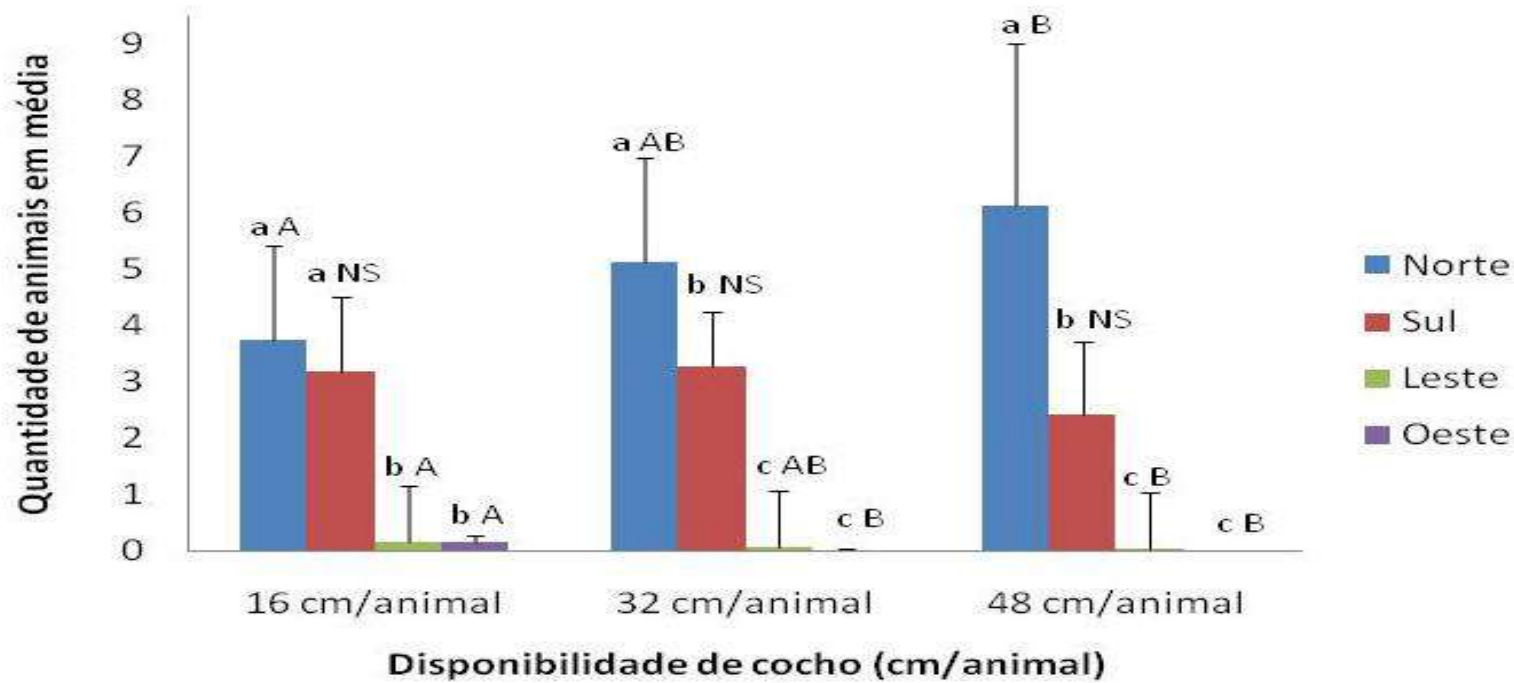 Quantidade de animais em média
9
8
7
6
5
4
3
2
1
0
a A
a NS
b A
b A
a AB
b NS
c AB
c B
a B
b NS
c B
c B
16 cm/animal
32 cm/animal
48 cm/animal
Disponibilidade de cocho (cm/animal)
Norte
Sul
Leste
Oeste